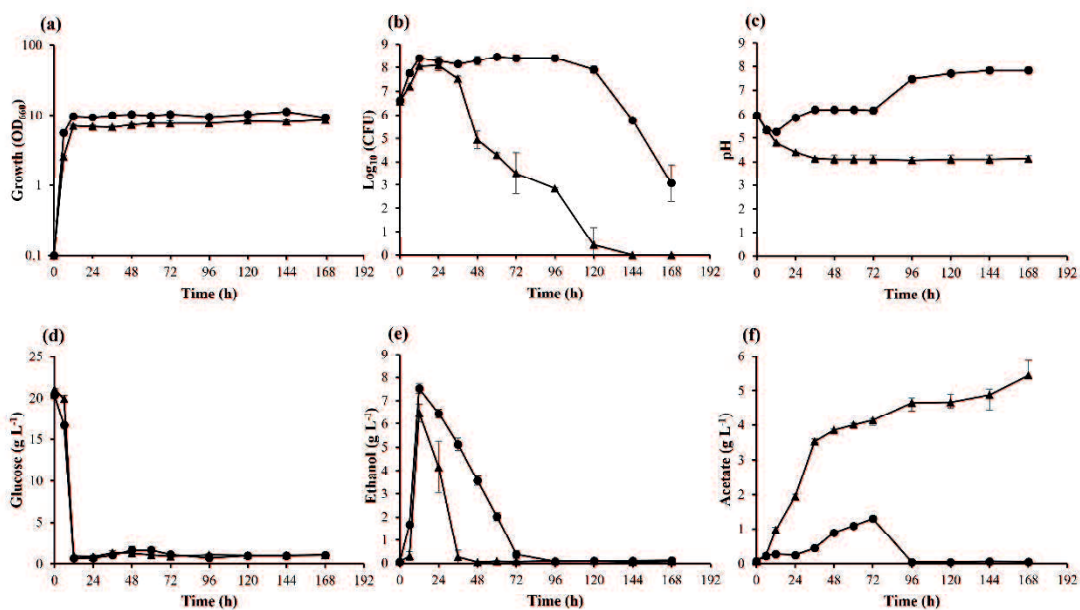 (a)
100
10
1
0.1
Growth (OD660)
0 24 48 72 96 120 144 168 192
Time (h)
(b)
9
8
7
6
5
4
3
2
1
0
Log10 (CFU)
0 24 48 72 96 120 144 168 192
Time (h)
(c)
9
8
7
6
5
4
3
2
1
0
pH
0 24 48 72 96 120 144 168 192
Time (h)
(d)
25
20
15
10
5
0
Glucose (g L-1)
0 24 48 72 96 120 144 168 192
Time (h)
(e)
9
8
7
6
5
4
3
2
1
0
Ethanol (g L-1)
0 24 48 72 96 120 144 168 192
Time (h)
(f)
6
5
4
3
2
1
0
Acetate (g L-1)
0 24 48 72 96 120 144 168 192
Time (h)